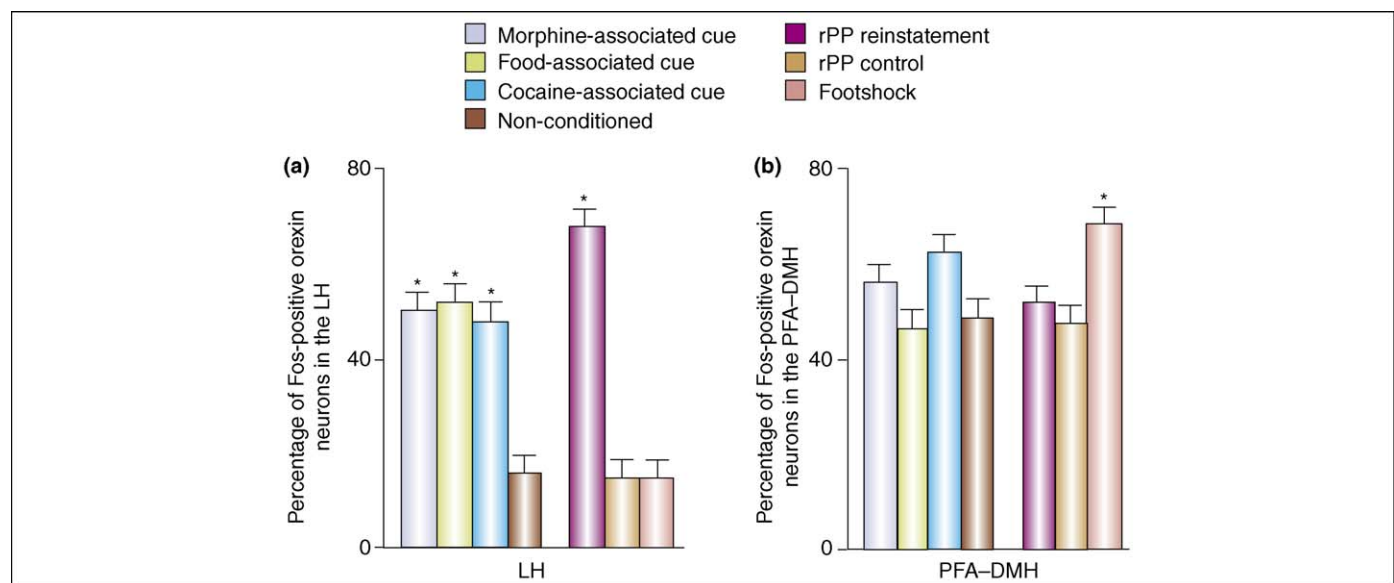 Morphine-associated cue
Food-associated cue
Cocaine-associated cue
Non-conditioned
rPP reinstatement
rPP control
Footshock
(a)
80
40
0
Percentage of Fos-positive orexin
neurons in the LH
*
*
*
*
LH
(b)
80
40
0
Percentage of Fos-positive orexin
neurons in the PFA–DMH
*
PFA–DMH